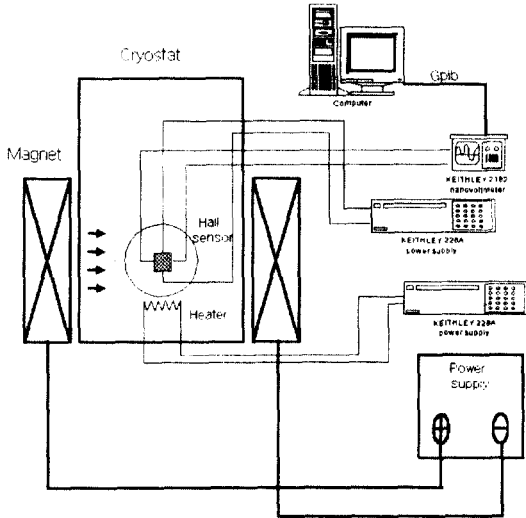 Cryostat
Gpib
Computer
Magnet
KEITHLEY 2182
nanovoltmeter
Hall
sensor
KEITHLEY 228A
power supply
Heater
KEITHLEY 228A
power supply
Power
supply